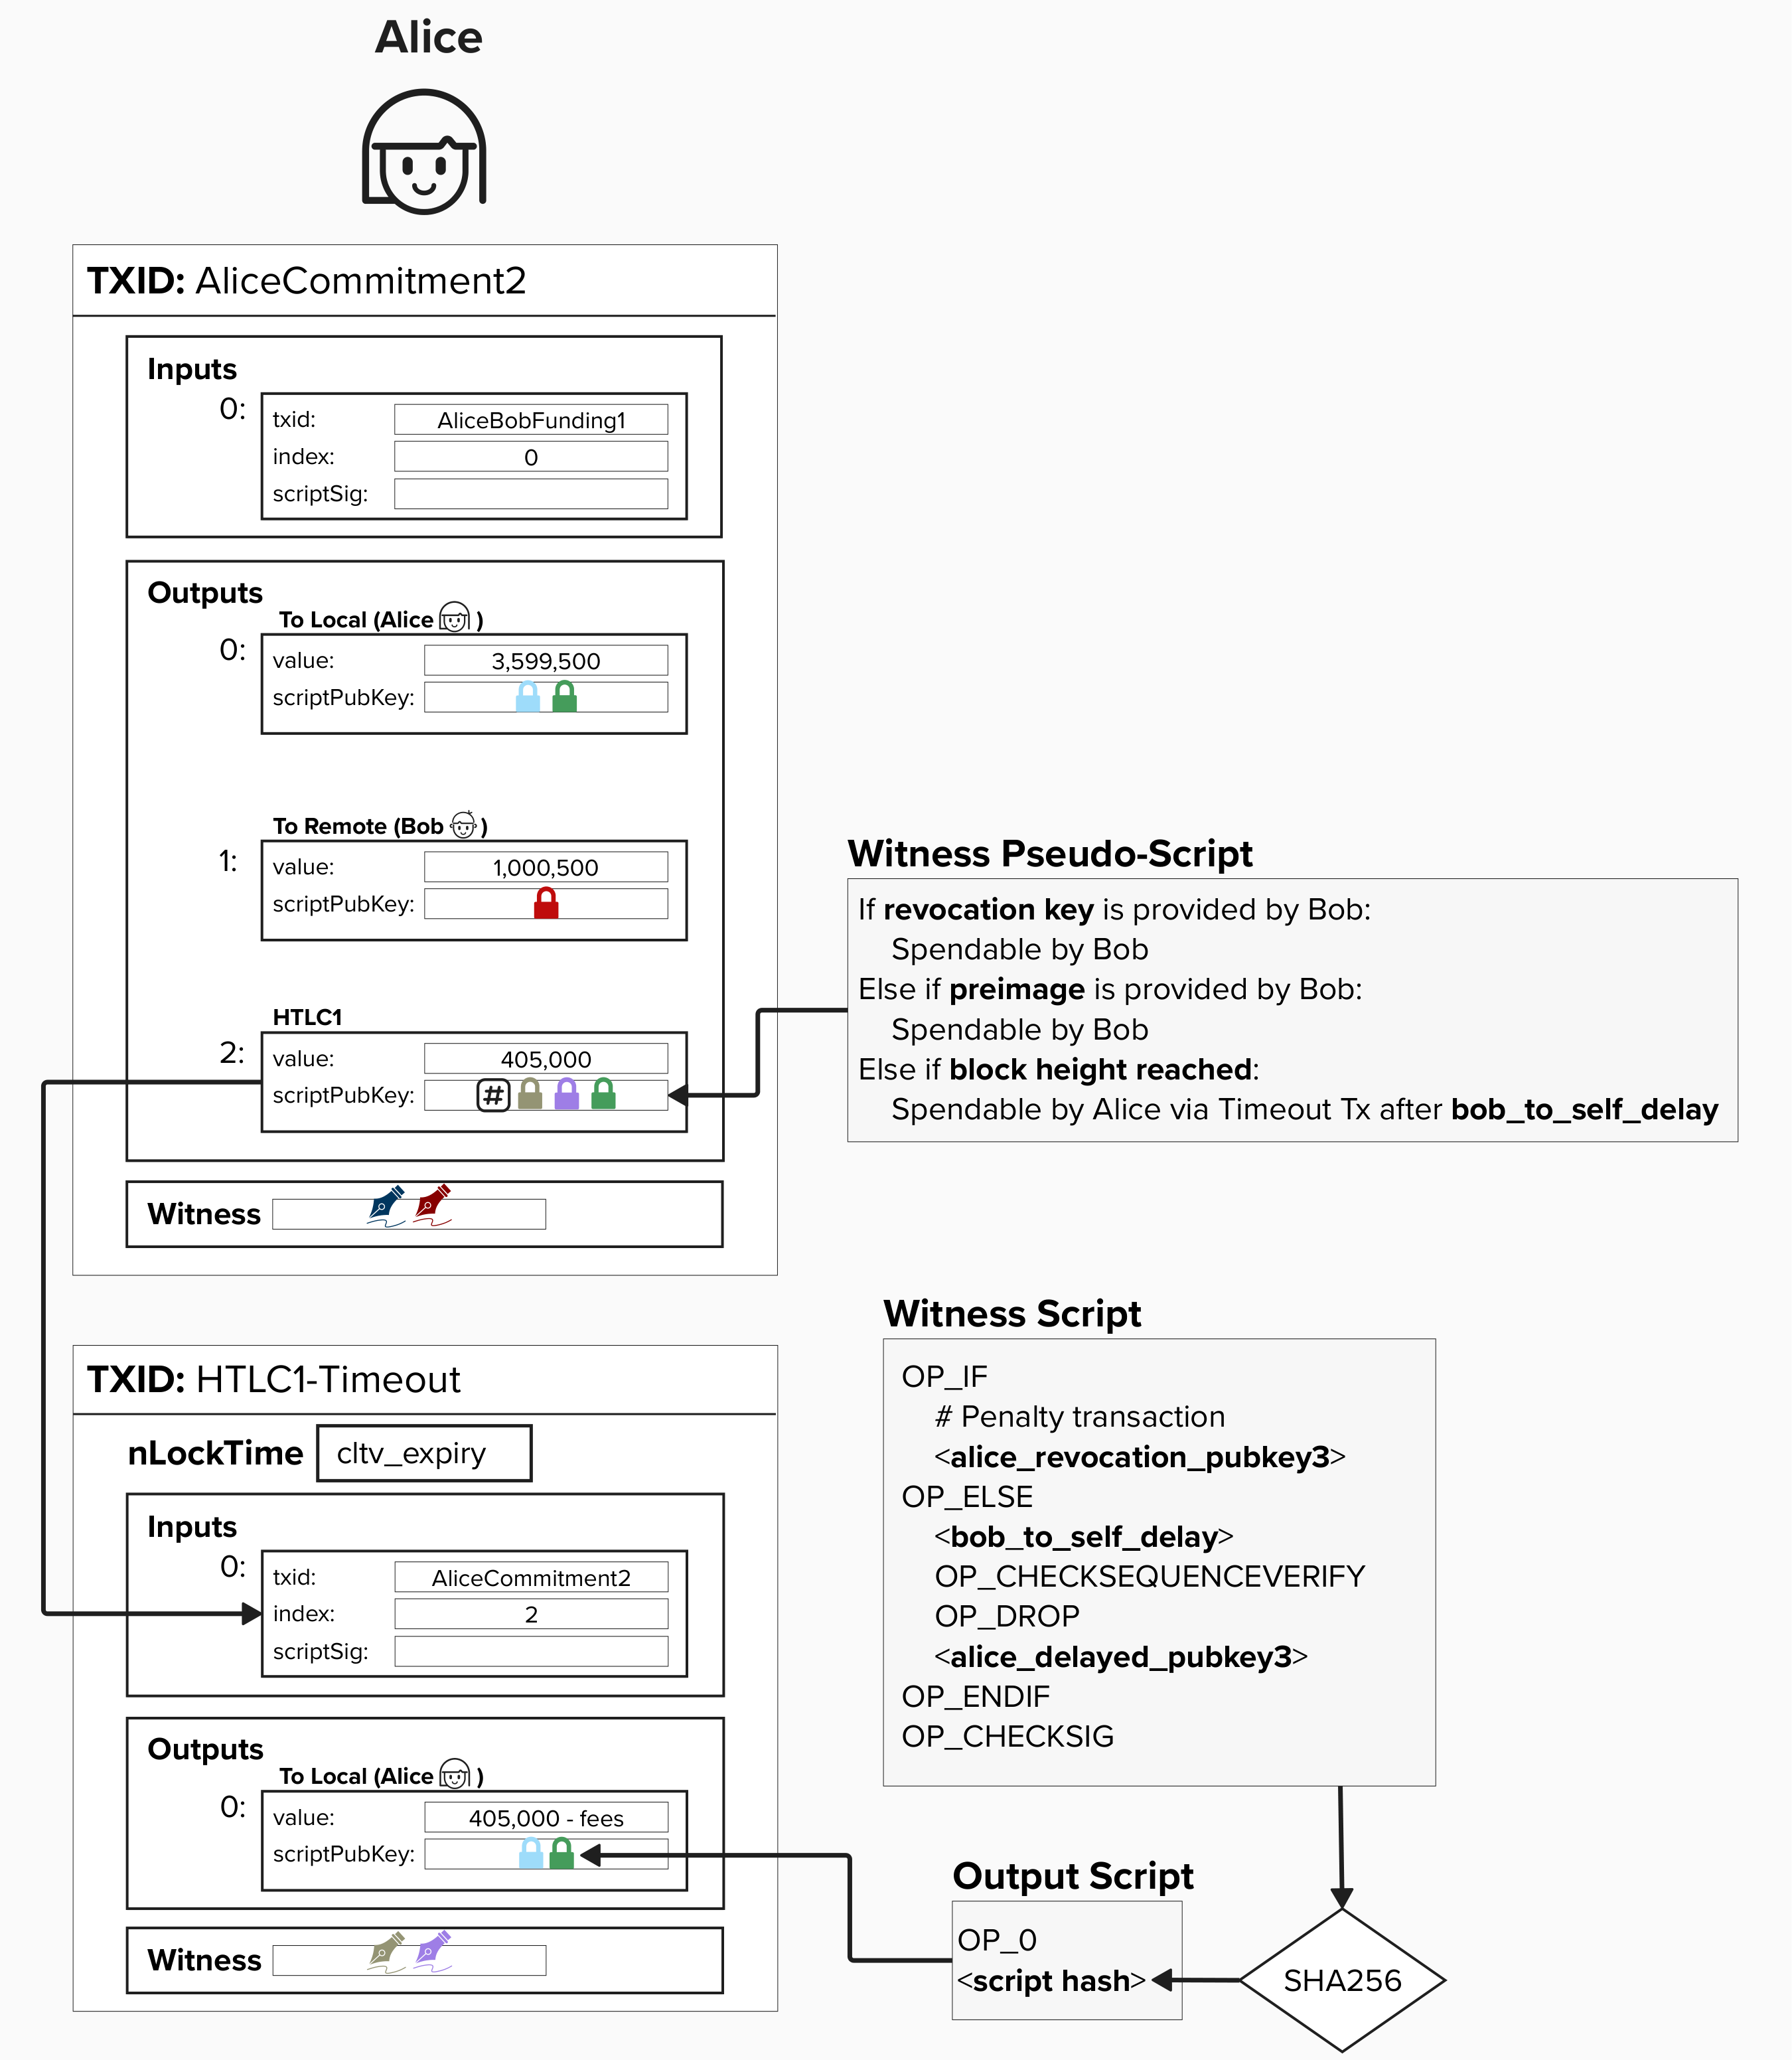 Alice
TXID: AliceCommitment2
Inputs
0:
txid: AliceBobFunding1
index: 0
scriptSig:
Outputs
To Local (Alice )
0:
value: 3,599,500
scriptPubKey:
To Remote (Bob )
1:
value: 1,000,500
scriptPubKey:
HTLC1
2:
value: 405,000
scriptPubKey: #
Witness
Witness Pseudo-Script
If revocation key is provided by Bob:
Spendable by Bob
Else if preimage is provided by Bob:
Spendable by Bob
Else if block height reached:
Spendable by Alice via Timeout Tx after bob_to_self_delay
TXID: HTLC1-Timeout
nLockTime cltv_expiry
Inputs
0:
txid: AliceCommitment2
index: 2
scriptSig:
Outputs
To Local (Alice )
0:
value: 405,000 - fees
scriptPubKey:
Witness
Witness Script
OP_IF
# Penalty transaction
<alice_revocation_pubkey3>
OP_ELSE
<bob_to_self_delay>
OP_CHECKSEQUENCEVERIFY
OP_DROP
<alice_delayed_pubkey3>
OP_ENDIF
OP_CHECKSIG
Output Script
OP_0
<script hash>
SHA256